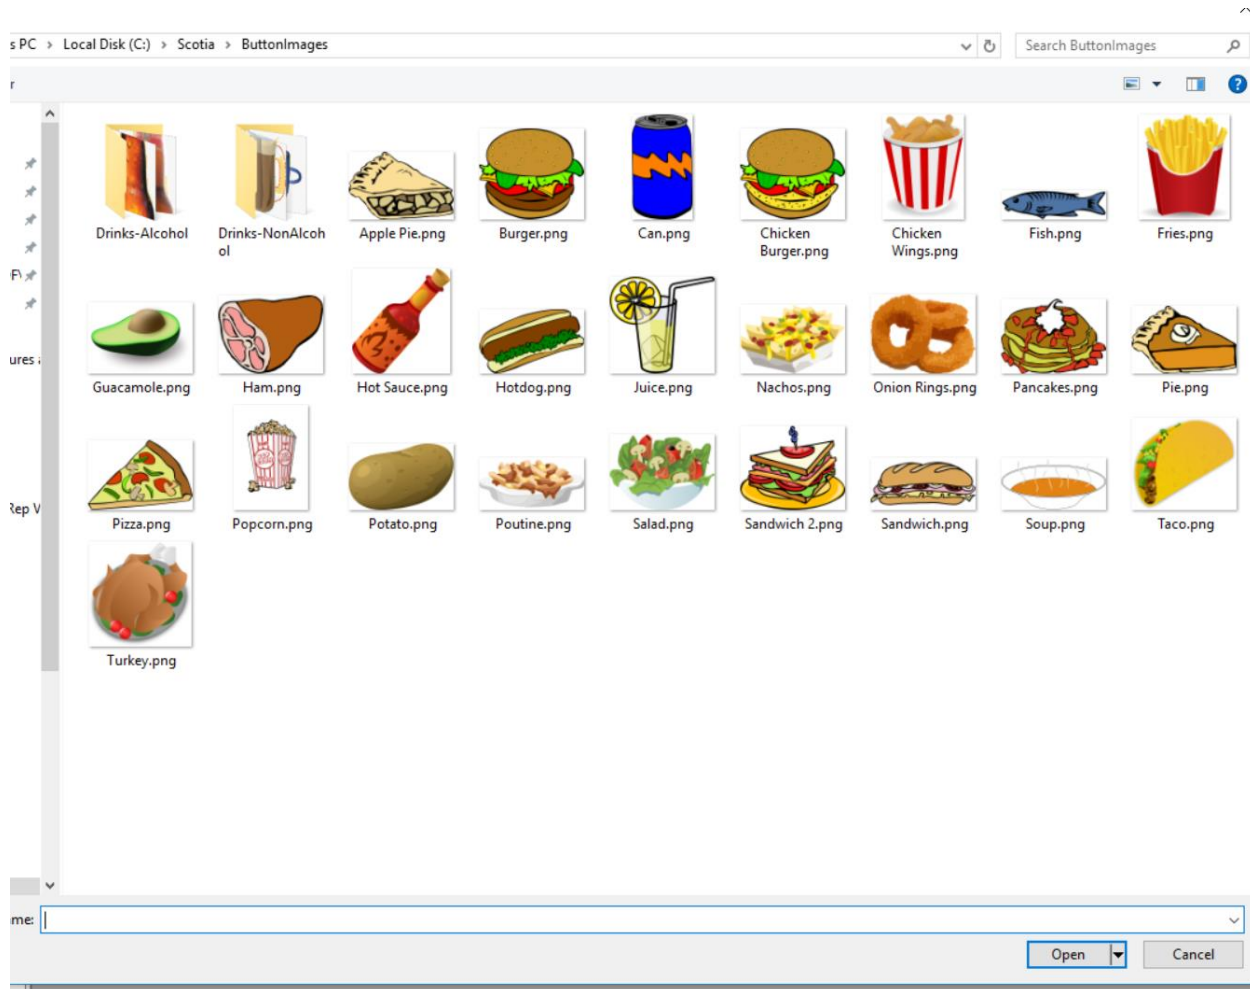 s PC > Local Disk (C:) > Scotia > ButtonImages
Search ButtonImages
r
Drinks-Alcohol
Drinks-NonAlcoh
ol
Apple Pie.png
Burger.png
Can.png
Chicken
Burger.png
Chicken
Wings.png
Fish.png
Fries.png
Guacamole.png
Ham.png
Hot Sauce.png
Hotdog.png
Juice.png
Nachos.png
Onion Rings.png
Pancakes.png
Pie.png
ures a
Pizza.png
Popcorn.png
Potato.png
Poutine.png
Salad.png
Sandwich 2.png
Sandwich.png
Soup.png
Taco.png
Rep V
Turkey.png
ame:
Open
Cancel